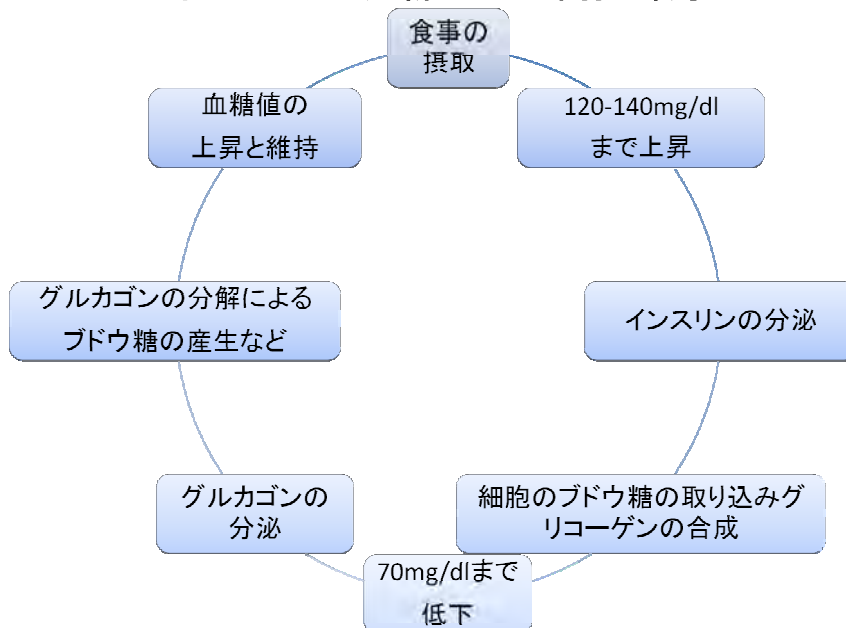 食事の
摂取
120-140mg/dl
まで上昇
インスリンの分泌
細胞のブドウ糖の取り込みグ
リコーゲンの合成
70mg/dlまで
低下
グルカゴンの
分泌
グルカゴンの分解による
ブドウ糖の産生など
血糖値の
上昇と維持